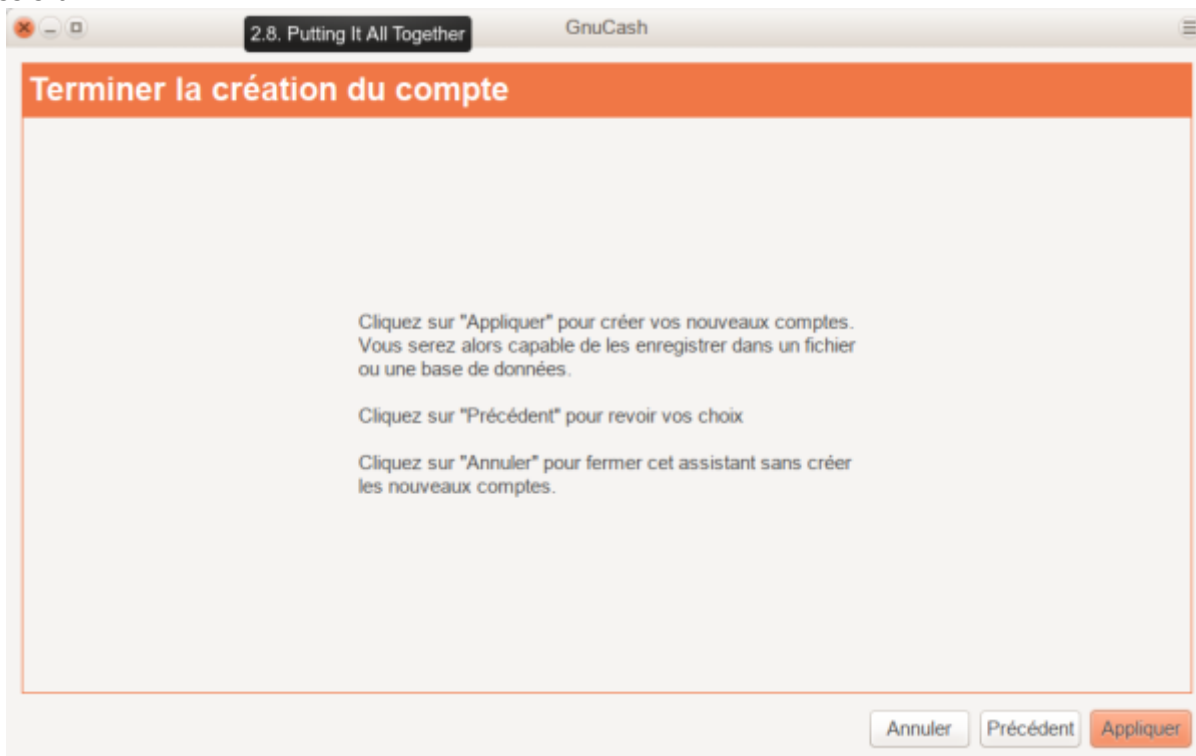 2.8. Putting It All Together
GnuCash
Terminer la création du compte
Cliquez sur "Appliquer" pour créer vos nouveaux comptes.
Vous serez alors capable de les enregistrer dans un fichier
ou une base de données.
Cliquez sur "Précédent" pour revoir vos choix
Cliquez sur "Annuler" pour fermer cet assistant sans créer
les nouveaux comptes.
Annuler
Précédent
Appliquer